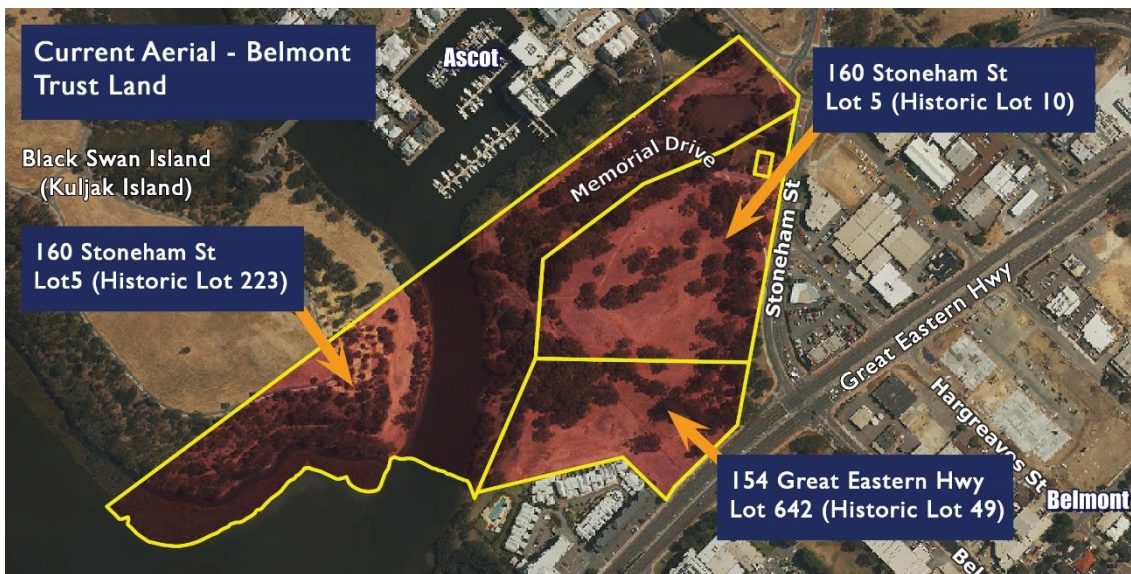 Current Aerial - Belmont
Trust Land
Ascot
160 Stoneham St
Lot 5 (Historic Lot 10)
Black Swan Island
(Kuljak Island)
Memorial Drive
160 Stoneham St
Lot5 (Historic Lot 223)
Stoneham St
Great Eastern Hwy
Hargreaves St
154 Great Eastern Hwy
Lot 642 (Historic Lot 49)
Belmont
Bel